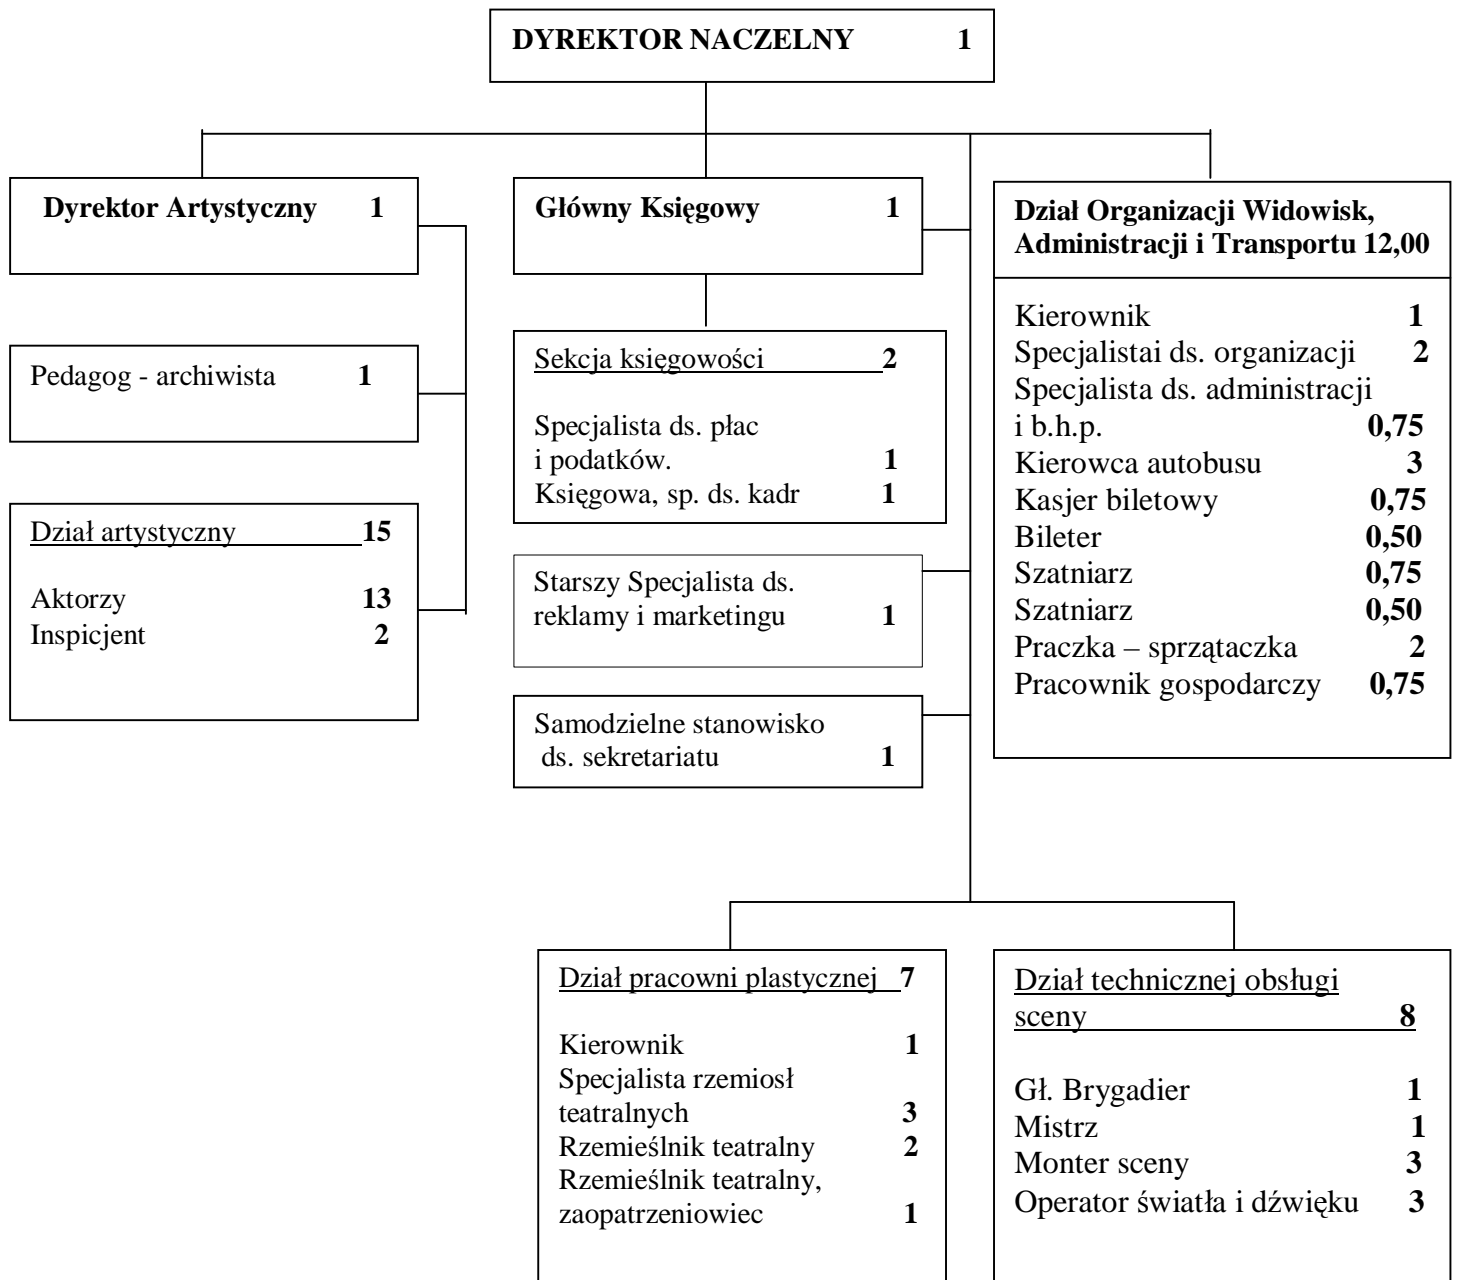 DYREKTOR NACZELNY 1
Dyrektor Artystyczny 1
Pedagog - archiwista 1
Dział artystyczny 15
Aktorzy 13
Inspicjent 2
Główny Księgowy 1
Sekcja księgowości 2
Specjalista ds. płac
i podatków. 1
Księgowa, sp. ds. kadr 1
Starszy Specjalista ds.
reklamy i marketingu 1
Samodzielne stanowisko
ds. sekretariatu 1
Dział Organizacji Widowisk,
Administracji i Transportu 12,00
Kierownik 1
Specjalistai ds. organizacji 2
Specjalista ds. administracji
i b.h.p. 0,75
Kierowca autobusu 3
Kasjer biletowy 0,75
Bileter 0,50
Szatniarz 0,75
Szatniarz 0,50
Praczka – sprzątaczka 2
Pracownik gospodarczy 0,75
Dział pracowni plastycznej 7
Kierownik 1
Specjalista rzemiosł
teatralnych 3
Rzemieślnik teatralny 2
Rzemieślnik teatralny,
zaopatrzeniowiec 1
Dział technicznej obsługi
sceny 8
Gł. Brygadier 1
Mistrz 1
Monter sceny 3
Operator światła i dźwięku 3